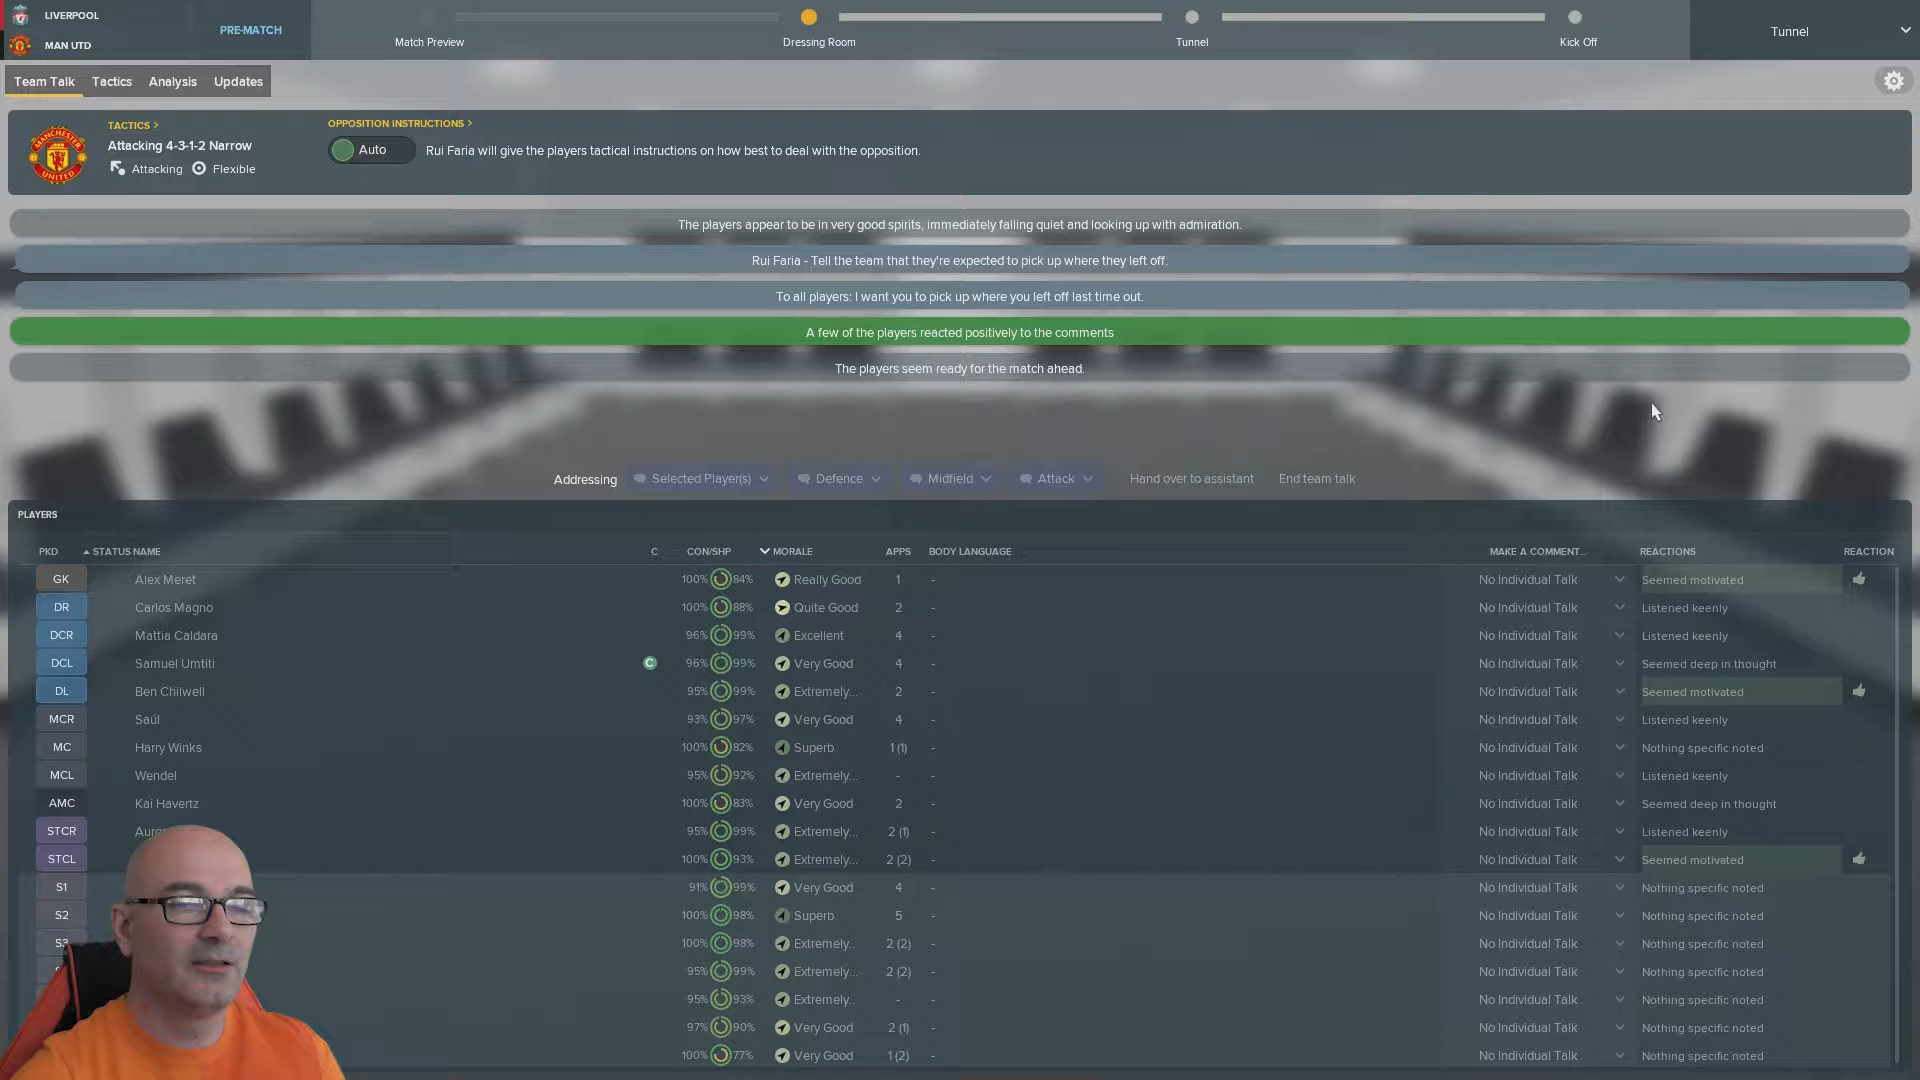 LIVERPOOL
MAN UTD
PRE-MATCH
Match Preview
Dressing Room
Tunnel
Kick Off
Tunnel
Team Talk Tactics Analysis Updates
TACTICS >
Attacking 4-3-1-2 Narrow
Attacking Flexible
OPPOSITION INSTRUCTIONS >
Auto
Rui Faria will give the players tactical instructions on how best to deal with the opposition.
MANCHESTER
UNITED
The players appear to be in very good spirits, immediately falling quiet and looking up with admiration.
Rui Faria - Tell the team that they're expected to pick up where they left off.
To all players: I want you to pick up where you left off last time out.
A few of the players reacted positively to the comments
The players seem ready for the match ahead.
Addressing Selected Player(s) Defence Midfield Attack Hand over to assistant End team talk
PLAYERS
PKD STATUS NAME C CON/SHP MORALE APPS BODY LANGUAGE MAKE A COMMENT... REACTIONS REACTION
GK Alex Meret 100% 84% Really Good 1 - No Individual Talk Seemed motivated
DR Carlos Magno 100% 88% Quite Good 2 - No Individual Talk Listened keenly
DCR Mattia Caldara 96% 99% Excellent 4 - No Individual Talk Listened keenly
DCL Samuel Umtiti C 96% 99% Very Good 4 - No Individual Talk Seemed deep in thought
DL Ben Chilwell 95% 99% Extremely... 2 - No Individual Talk Seemed motivated
MCR Saúl 93% 97% Very Good 4 - No Individual Talk Listened keenly
MC Harry Winks 100% 82% Superb 1 (1) - No Individual Talk Nothing specific noted
MCL Wendel 95% 92% Extremely... - - No Individual Talk Listened keenly
AMC Kai Havertz 100% 83% Very Good 2 - No Individual Talk Seemed deep in thought
STCR 95% 99% Extremely... 2 (1) - No Individual Talk Listened keenly
STCL 100% 93% Extremely... 2 (2) - No Individual Talk Seemed motivated
S1 91% 99% Very Good 4 - No Individual Talk Nothing specific noted
S2 100% 98% Superb 5 - No Individual Talk Nothing specific noted
S3 100% 98% Extremely.. 2 (2) - No Individual Talk Nothing specific noted
95% 99% Extremely... 2 (2) - No Individual Talk Nothing specific noted
95% 93% Extremely.. - - No Individual Talk Nothing specific noted
97% 90% Very Good 2 (1) - No Individual Talk Nothing specific noted
100% 77% Very Good 1 (2) - No Individual Talk Nothing specific noted